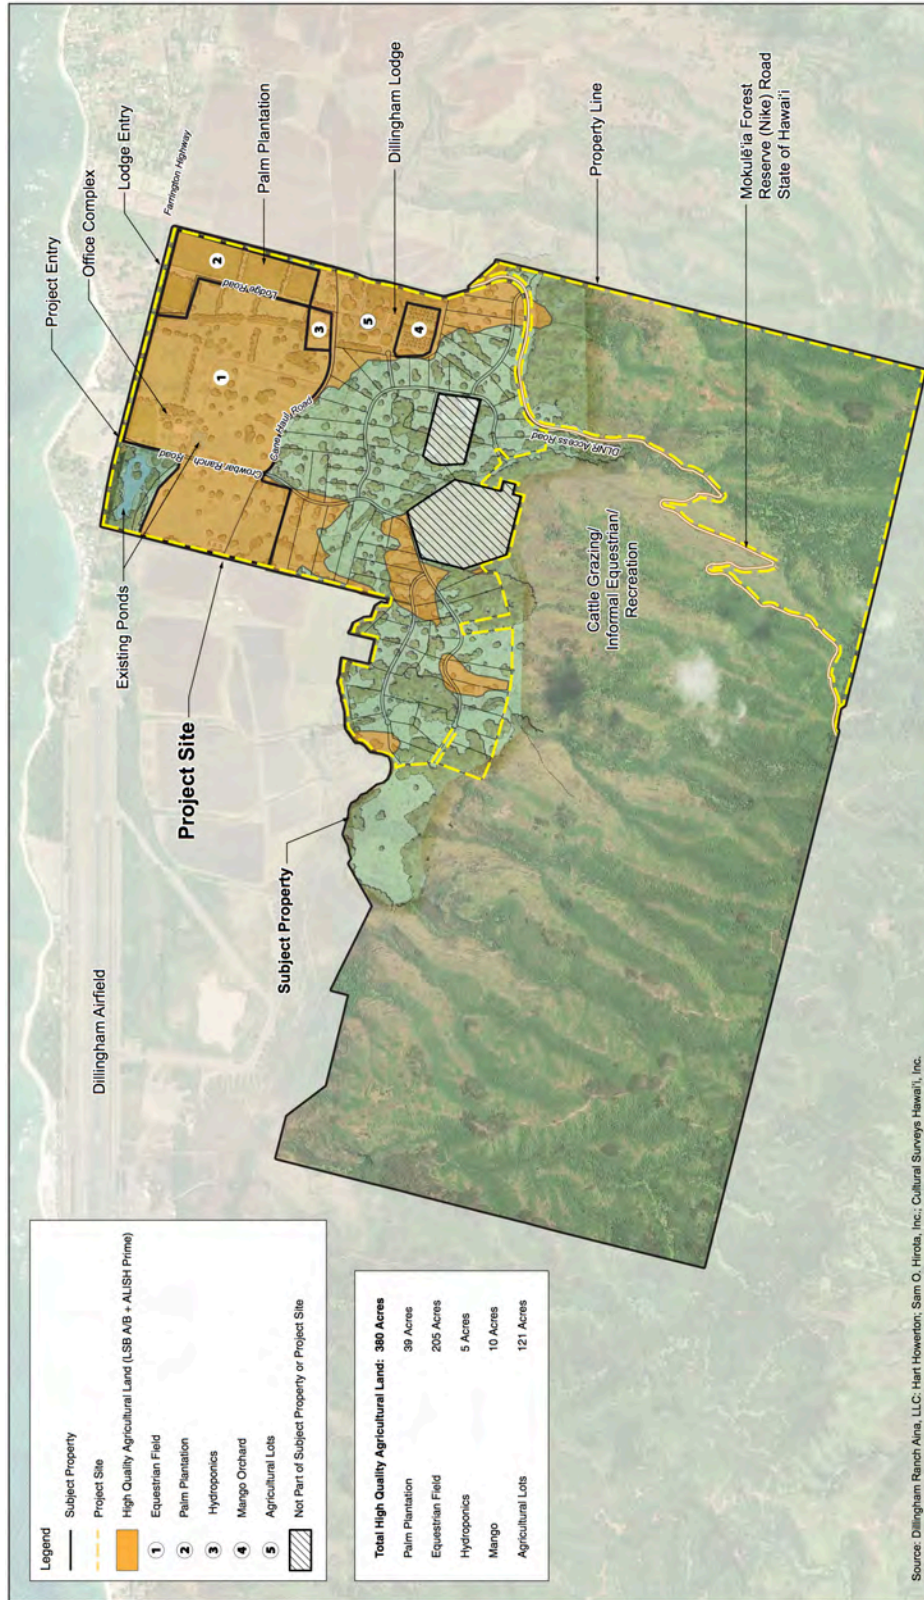 Project Entry
Office Complex
Lodge Entry
Farrington Highway
Palm Plantation
Dillingham Lodge
Property Line
Mokulē'ia Forest
Reserve (Nike) Road
State of Hawai'i
Existing Ponds
Project Site
Subject Property
Dillingham Airfield
Lodge Road
Cane Haul Road
Crowbar Ranch
Road
DLNR Access Road
1
2
3
4
5
Cattle Grazing/
Informal Equestrian/
Recreation
Legend
Subject Property
Project Site
High Quality Agricultural Land (LSB A/B + ALISH Prime)
1 Equestrian Field
2 Palm Plantation
3 Hydroponics
4 Mango Orchard
5 Agricultural Lots
Not Part of Subject Property or Project Site
Total High Quality Agricultural Land: 380 Acres
Palm Plantation 39 Acres
Equestrian Field 205 Acres
Hydroponics 5 Acres
Mango 10 Acres
Agricultural Lots 121 Acres
Source: Dillingham Ranch Aina, LLC; Hart Howerton; Sam O. Hirota, Inc.; Cultural Surveys Hawai'i, Inc.